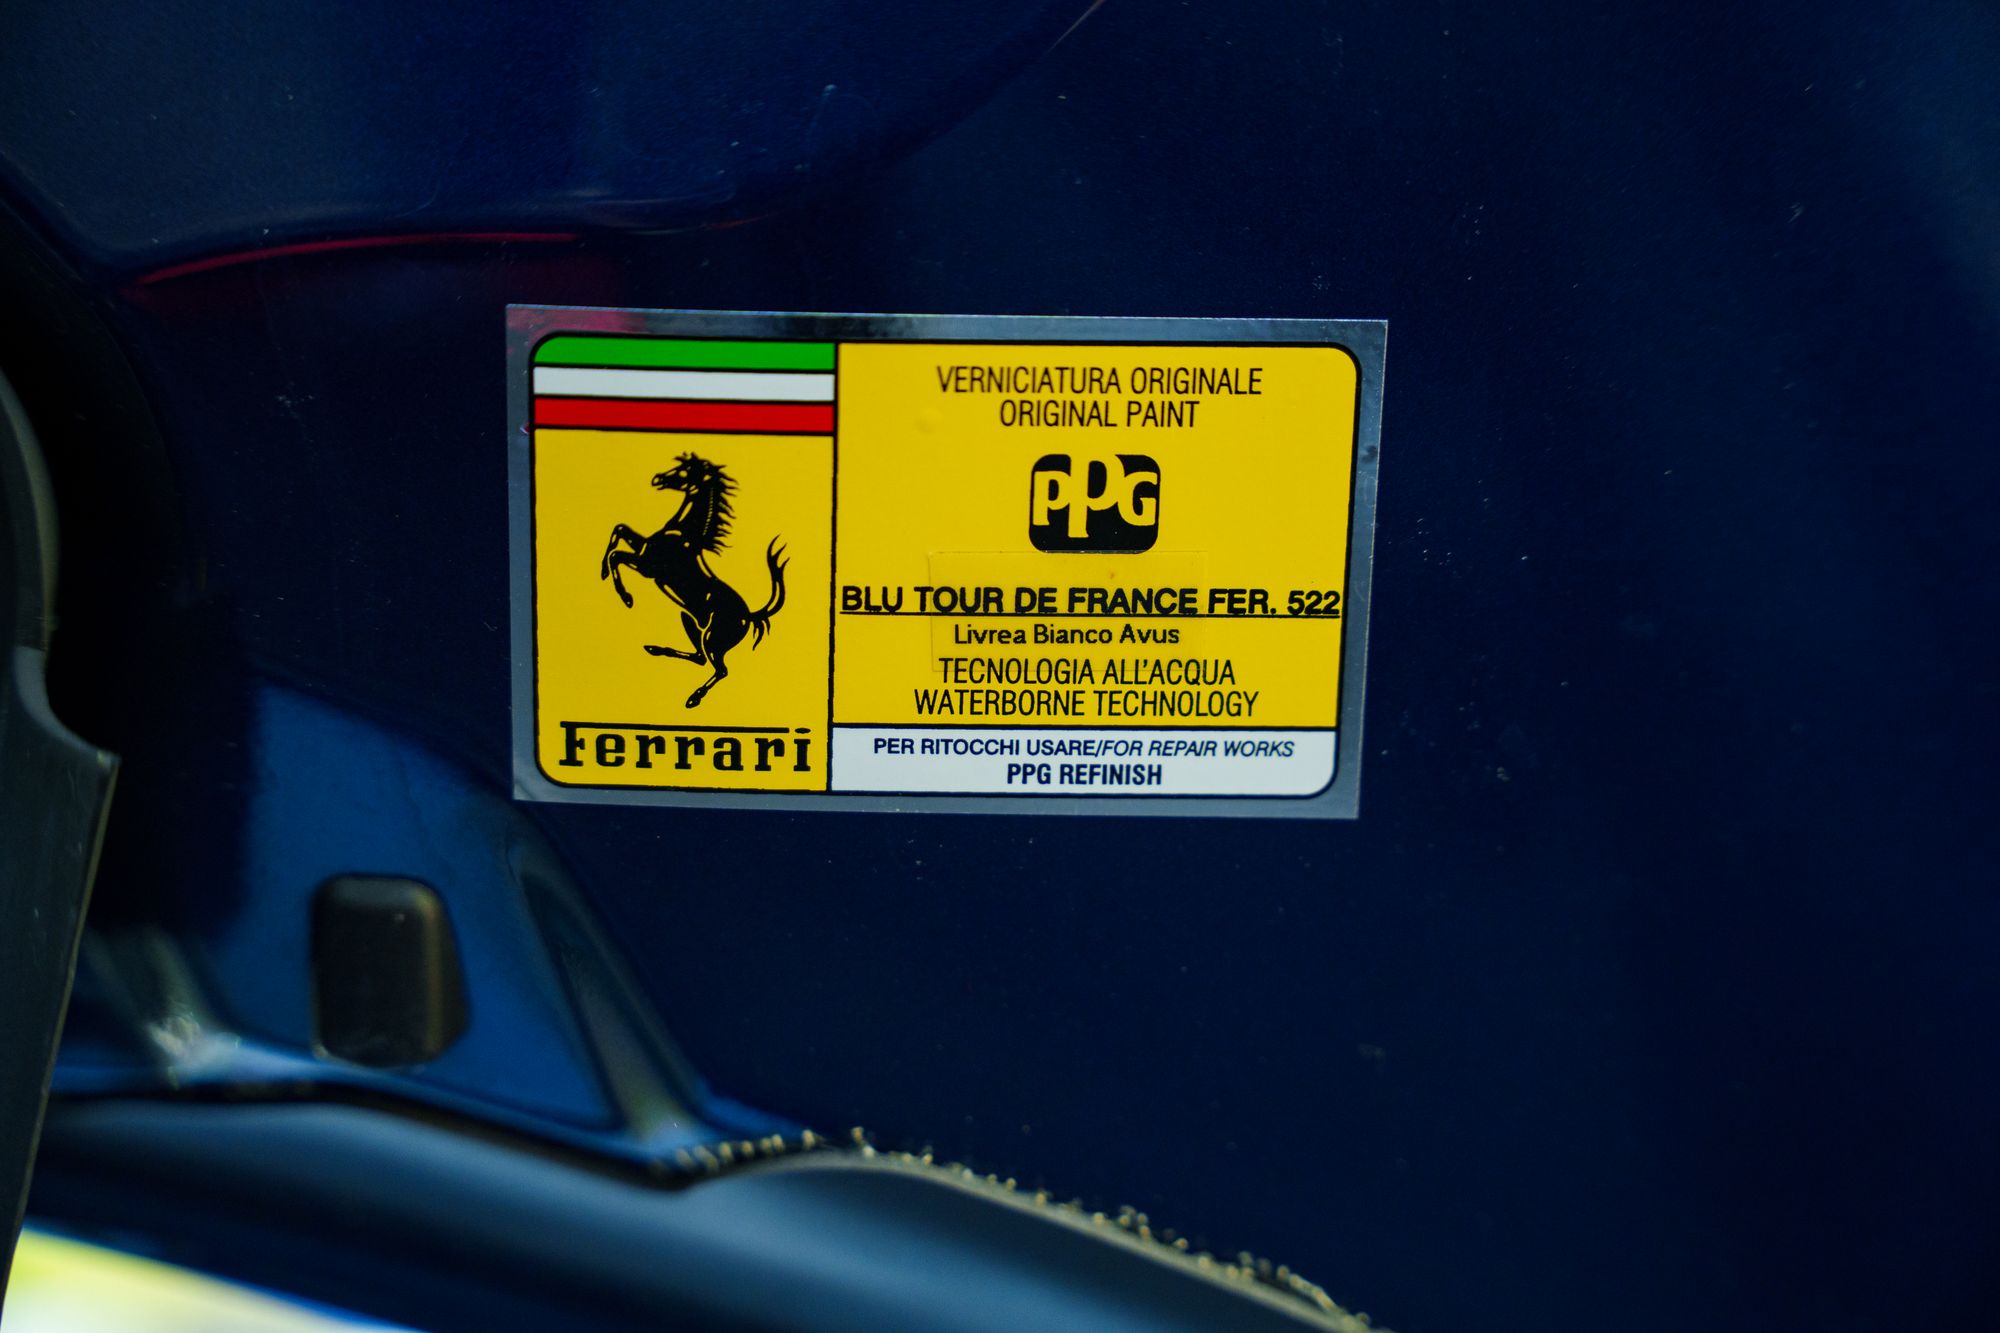 Ferrari
VERNICIATURA ORIGINALE
ORIGINAL PAINT
PPG
BLU TOUR DE FRANCE FER. 522
Livrea Bianco Avus
TECNOLOGIA ALL'ACQUA
WATERBORNE TECHNOLOGY
PER RITOCCHI USARE/FOR REPAIR WORKS
PPG REFINISH